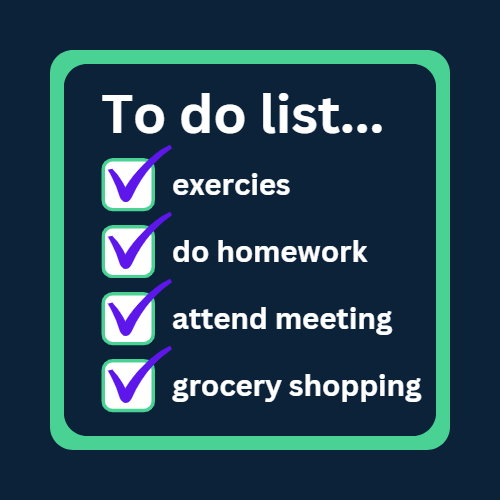 To do list...
exercies
do homework
attend meeting
grocery shopping